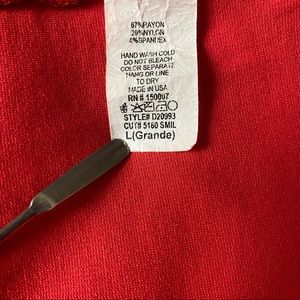 67%PAYON
29%NYLON
4%SPANDEX
HAND WASH COLD
DO NOT BLEACH
COLOR SEPARATE
HANG OR LINE
TO DRY
MADE IN USA
RN # 150007
STYLE# D20993
CUT# 5160 SMIL
L(Grande)